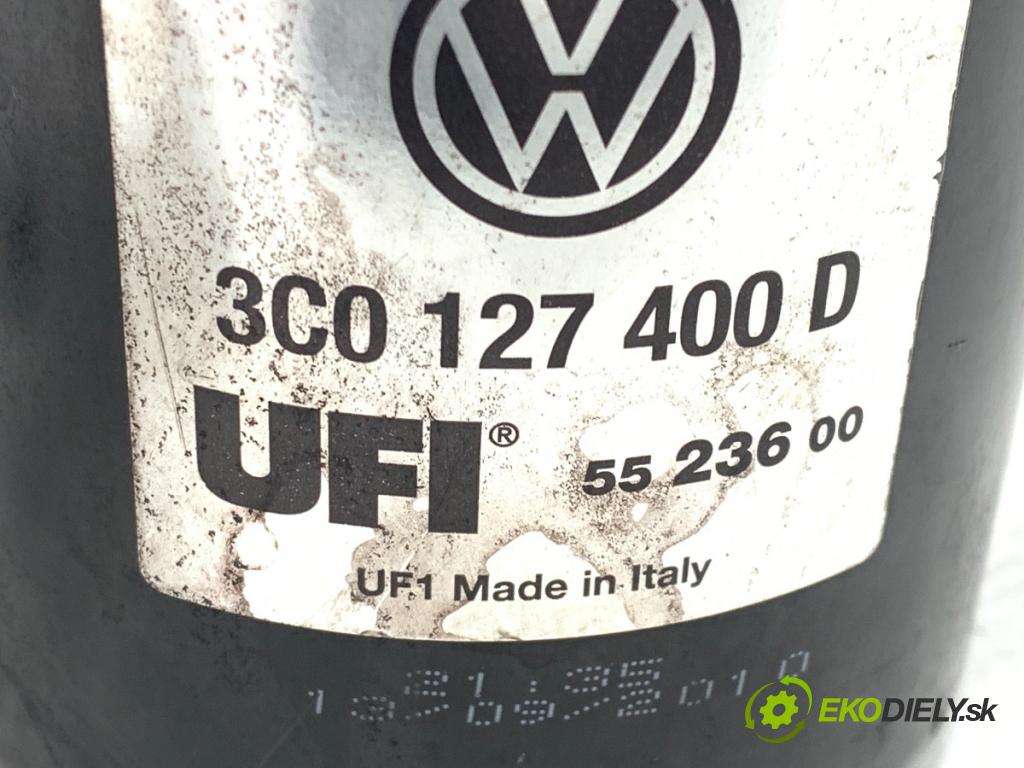 3C0 127 400 D
UFI® 55 236 00
UF1 Made in Italy
EKODIELY.sk